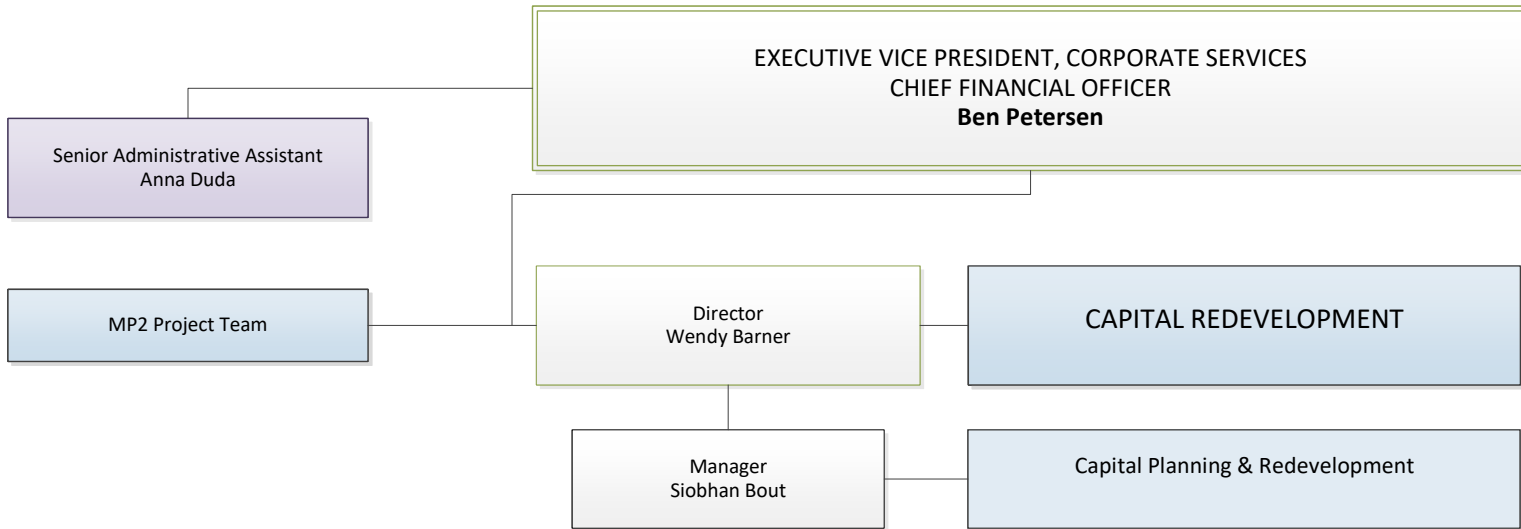 EXECUTIVE VICE PRESIDENT, CORPORATE SERVICES
CHIEF FINANCIAL OFFICER
Ben Petersen
Senior Administrative Assistant
Anna Duda
MP2 Project Team
Director
Wendy Barner
CAPITAL REDEVELOPMENT
Manager
Siobhan Bout
Capital Planning & Redevelopment